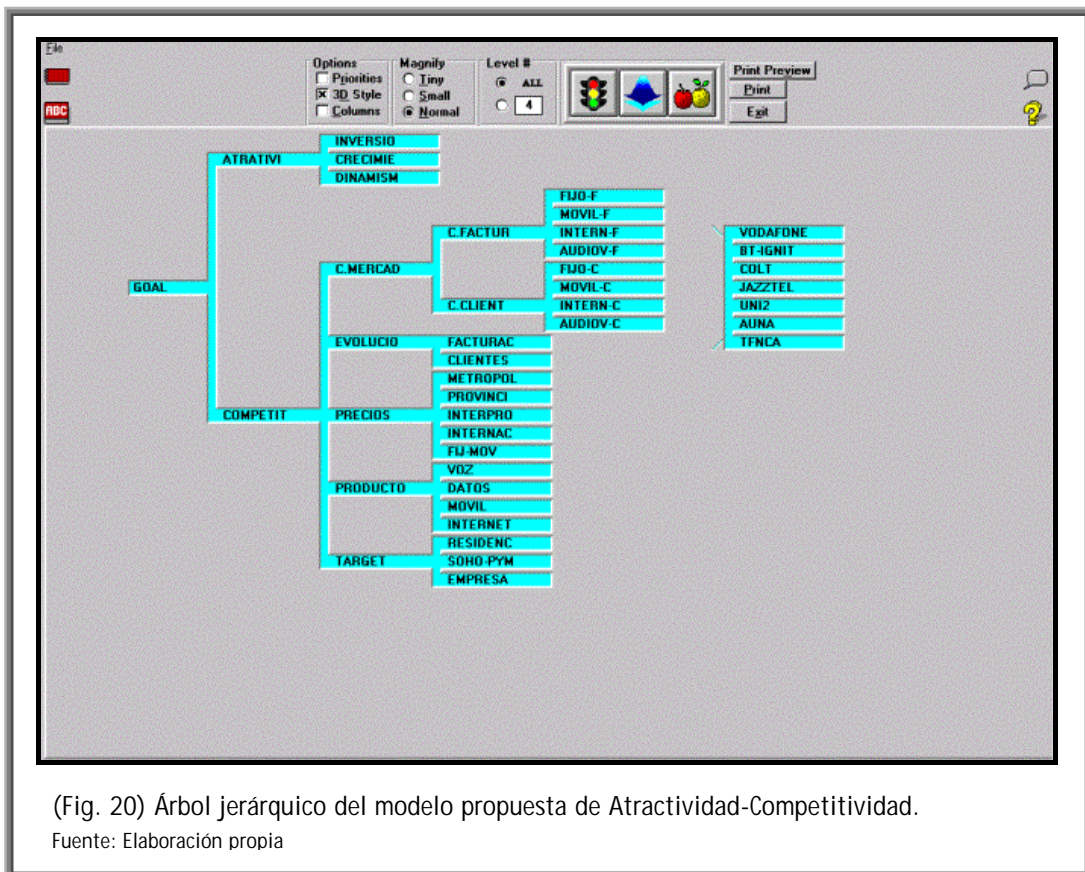 File
Options
Priorities
3D Style
Columns
Magnify
Tiny
Small
Normal
Level #
ALL
4
Print Preview
Print
Exit
ABC
GOAL
ATRATIVI
INVERSIO
CRECIMIE
DINAMISM
COMPETIT
C.MERCAD
C.FACTUR
FIJO-F
MOVIL-F
INTERN-F
AUDIOV-F
C.CLIENT
FIJO-C
MOVIL-C
INTERN-C
AUDIOV-C
EVOLUCIO
FACTURAC
CLIENTES
PRECIOS
METROPOL
PROVINCI
INTERPRO
INTERNAC
FIJ-MOV
PRODUCTO
VOZ
DATOS
MOVIL
INTERNET
TARGET
RESIDENC
SOHO-PYM
EMPRESA
VODAFONE
BT-IGNIT
COLT
JAZZTEL
UNI2
AUNA
TFNCA
(Fig. 20) Árbol jerárquico del modelo propuesta de Atractividad-Competitividad.
Fuente: Elaboración propia